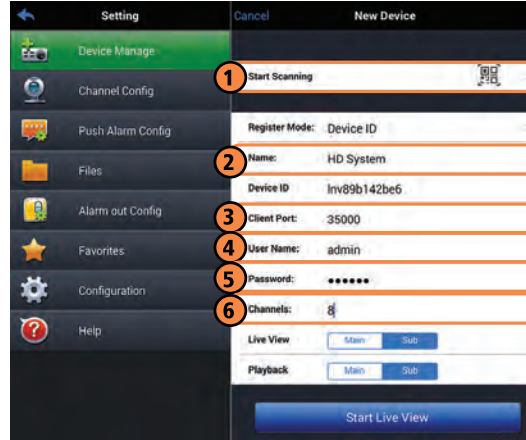 Setting
Cancel New Device
Device Manage
Channel Config
Push Alarm Config
Files
Alarm out Config
Favorites
Configuration
Help
1 Start Scanning
Register Mode: Device ID
2 Name: HD System
Device ID lnv89b142be6
3 Client Port: 35000
4 User Name: admin
5 Password: ●●●●●●
6 Channels: 8
Live View Main Sub
Playback Main Sub
Start Live View